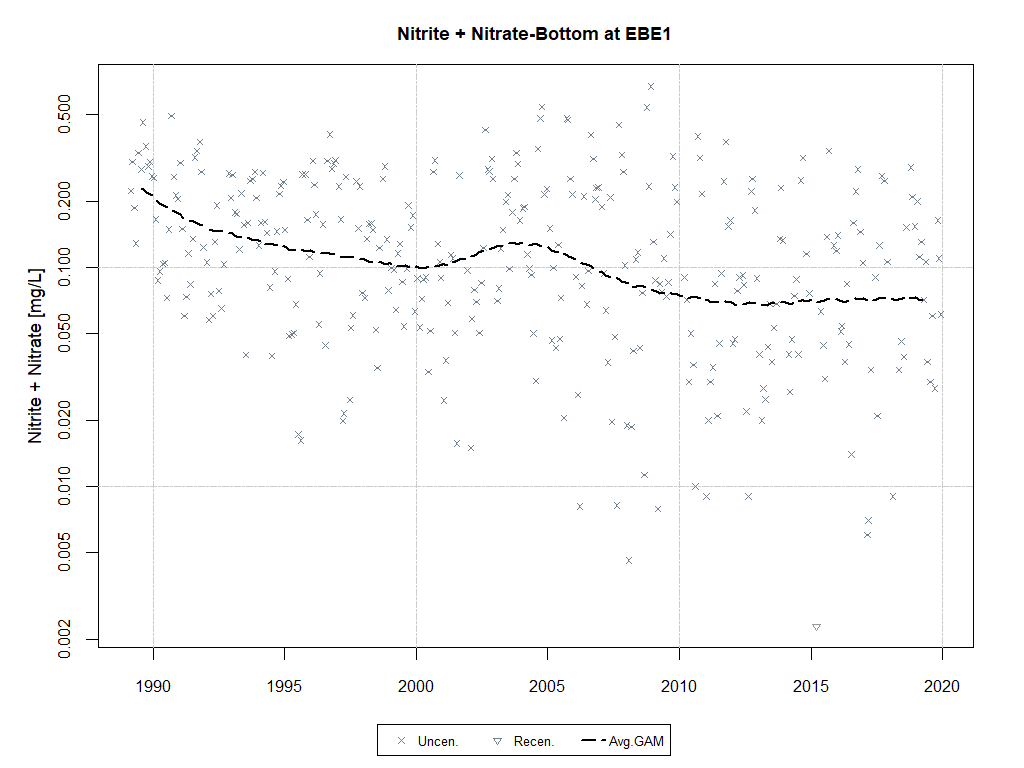 Nitrite + Nitrate-Bottom at EBE1
Nitrite + Nitrate [mg/L]
0.500
0.200
0.100
0.050
0.020
0.010
0.005
0.002
1990 1995 2000 2005 2010 2015 2020
Uncen. Recen. Avg.GAM